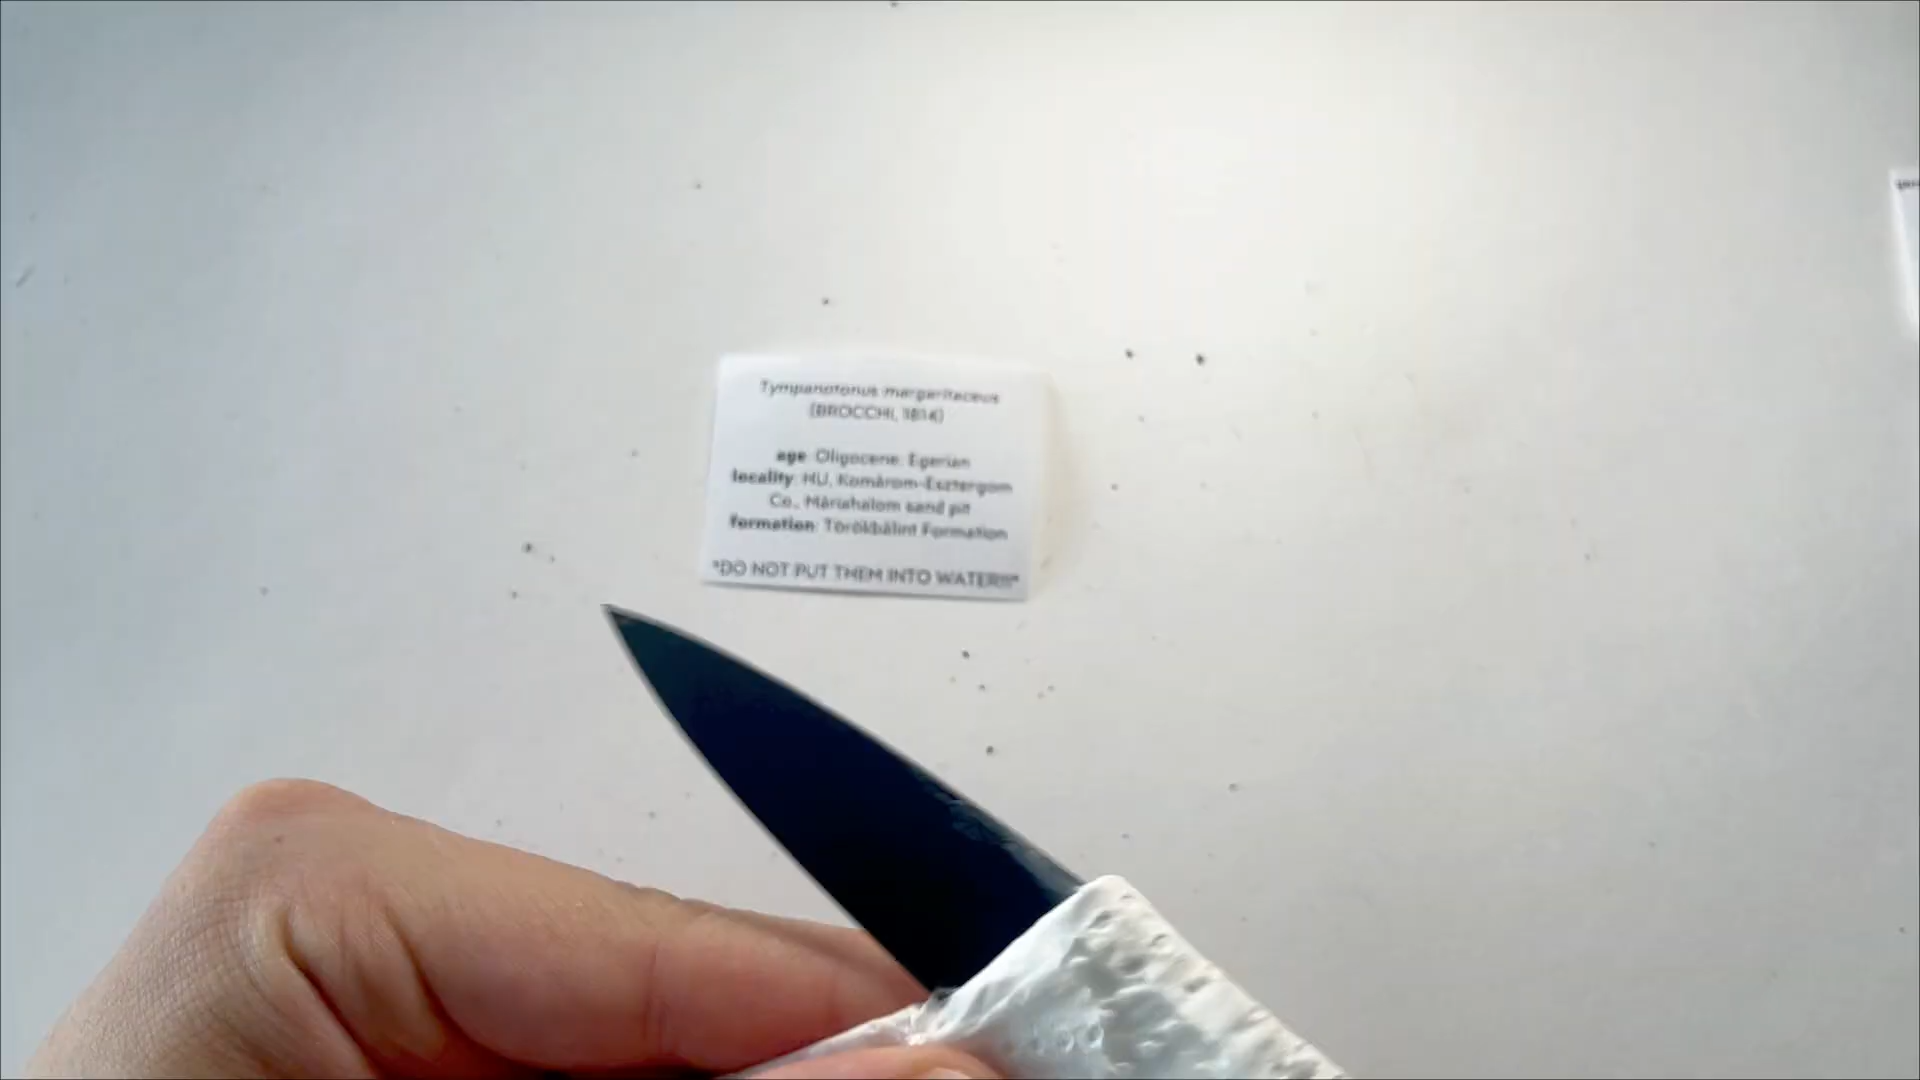 Tympanotonus margaritaceus
(BROCCHI, 1814)
age: Oligocene, Egerian
locality: HU, Komárom-Esztergom
Co., Máriahalom sand pit
formation: Törökbálint Formation
*DO NOT PUT THEM INTO WATER!!!*